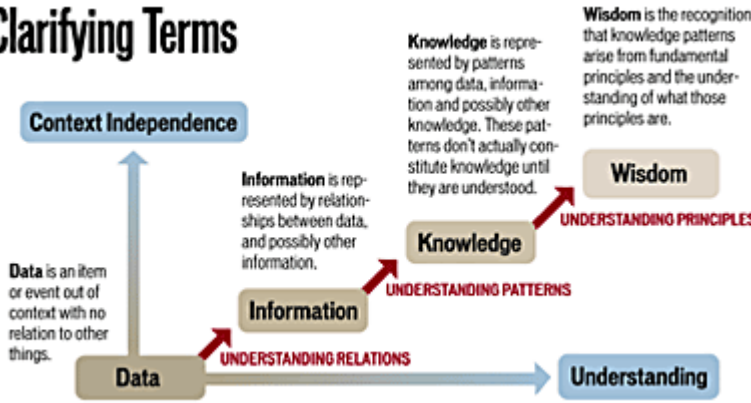 Clarifying Terms
Wisdom is the recognition
that knowledge patterns
arise from fundamental
principles and the under-
standing of what those
principles are.
Knowledge is repre-
sented by patterns
among data, informa-
tion and possibly other
knowledge. These pat-
terns don't actually con-
stitute knowledge until
they are understood.
Context Independence
Wisdom
Information is rep-
resented by relation-
ships between data,
and possibly other
information.
UNDERSTANDING PRINCIPLES
Knowledge
Data is an item
or event out of
context with no
relation to other
things.
UNDERSTANDING PATTERNS
Information
UNDERSTANDING RELATIONS
Data
Understanding